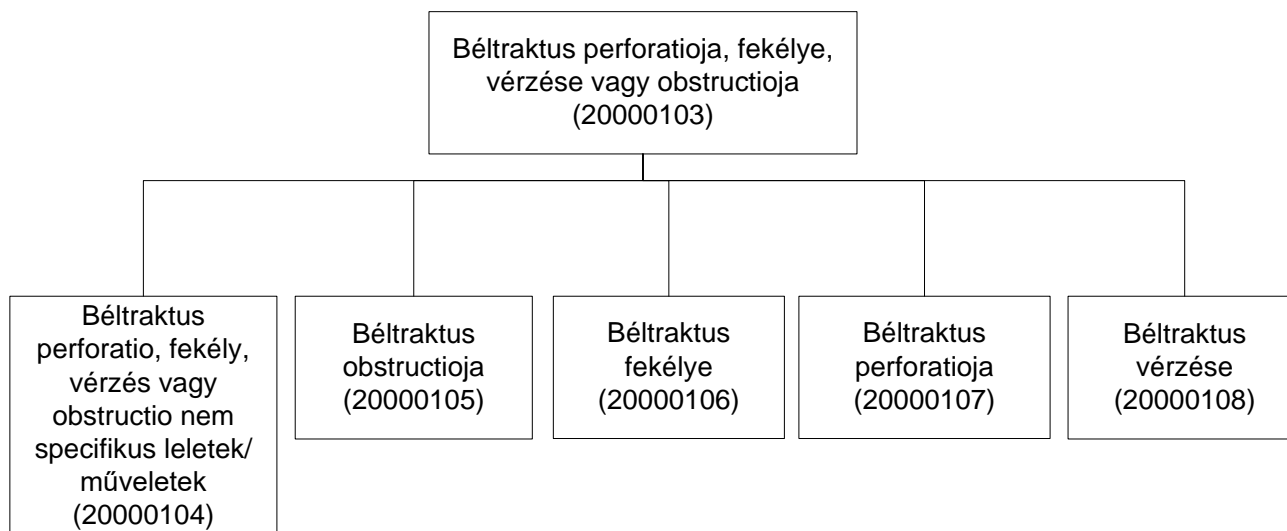 Béltraktus perforatioja, fekélye,
vérzése vagy obstructioja
(20000103)
Béltraktus
perforatio, fekély,
vérzés vagy
obstructio nem
specifikus leletek/
műveletek
(20000104)
Béltraktus
obstructioja
(20000105)
Béltraktus
fekélye
(20000106)
Béltraktus
perforatioja
(20000107)
Béltraktus
vérzése
(20000108)